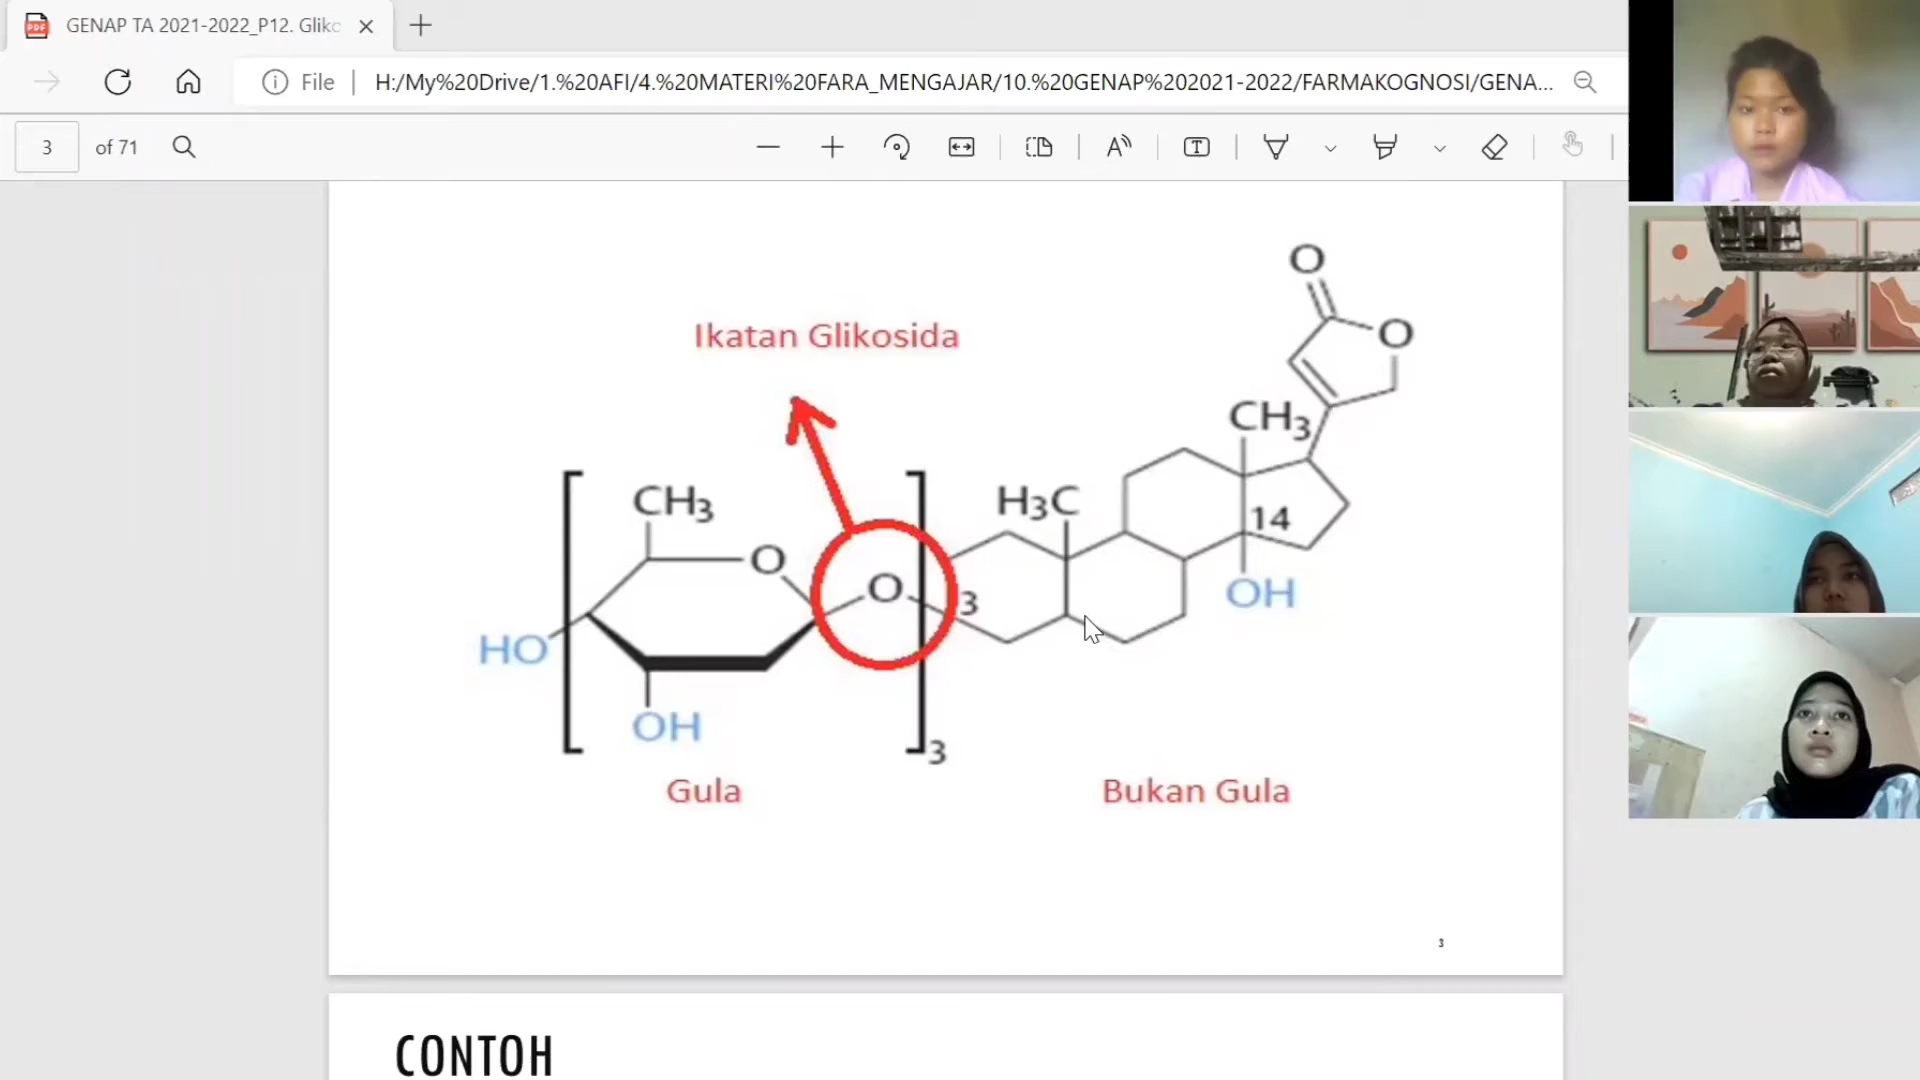 GENAP TA 2021-2022_P12. Gliko
File
H:/My%20Drive/1.%20AFI/4.%20MATERI%20FARA_MENGAJAR/10.%20GENAP%202021-2022/FARMAKOGNOSI/GENA...
3 of 71
Ikatan Glikosida
O
O
CH3
CH3
H3C
14
O
O
3
OH
HO
OH
3
Gula
Bukan Gula
3
CONTOH